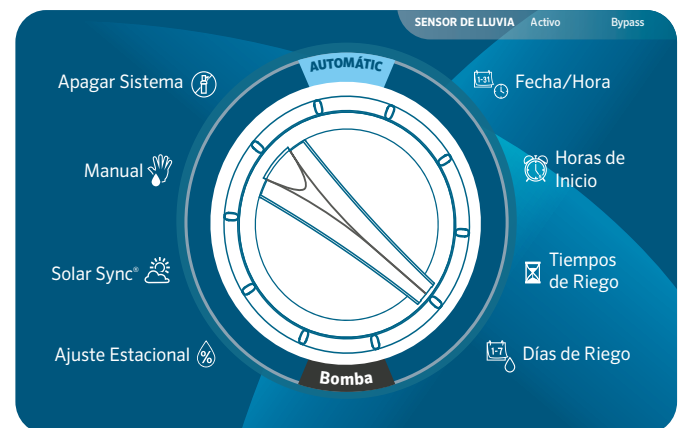 SENSOR DE LLUVIA Activo Bypass
AUTOMÁTIC
Apagar Sistema
1-31
Fecha/Hora
Manual
Horas de
Inicio
Solar Sync®
Tiempos
de Riego
Ajuste Estacional
%
1-7
Días de Riego
Bomba